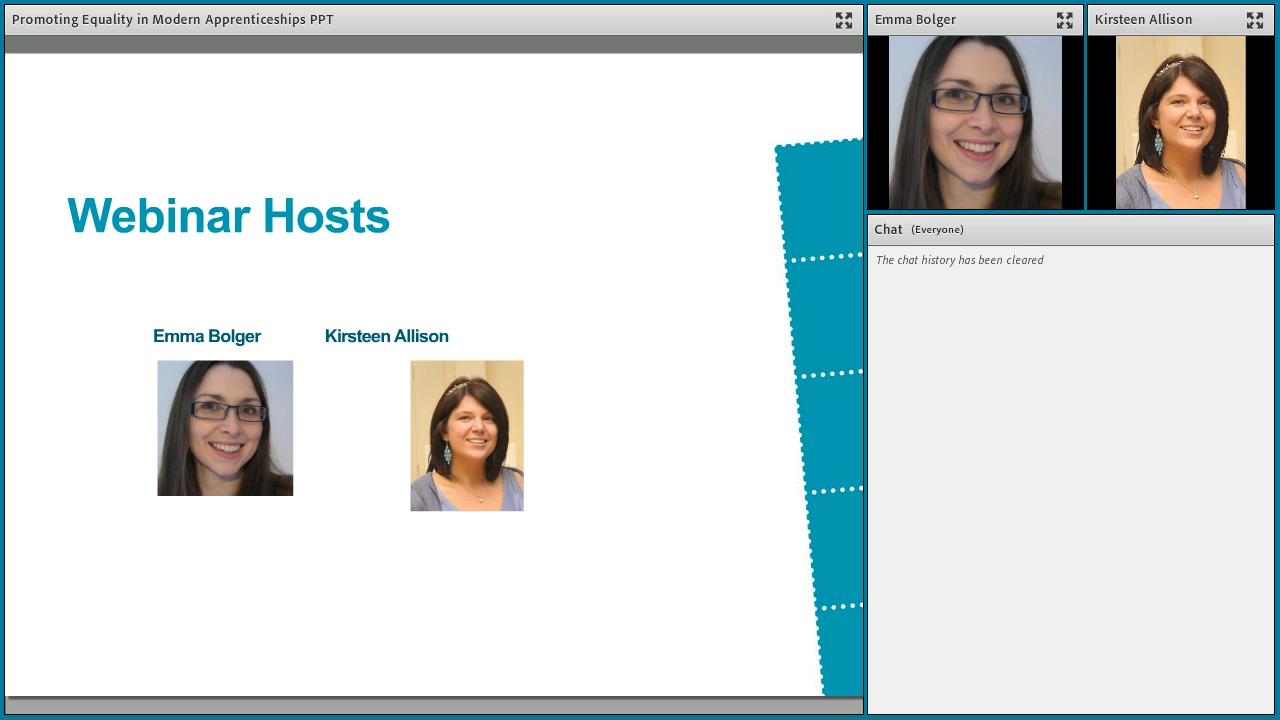 Promoting Equality in Modern Apprenticeships PPT
Emma Bolger
Kirsteen Allison
Webinar Hosts
Emma Bolger
Kirsteen Allison
Chat (Everyone)
The chat history has been cleared